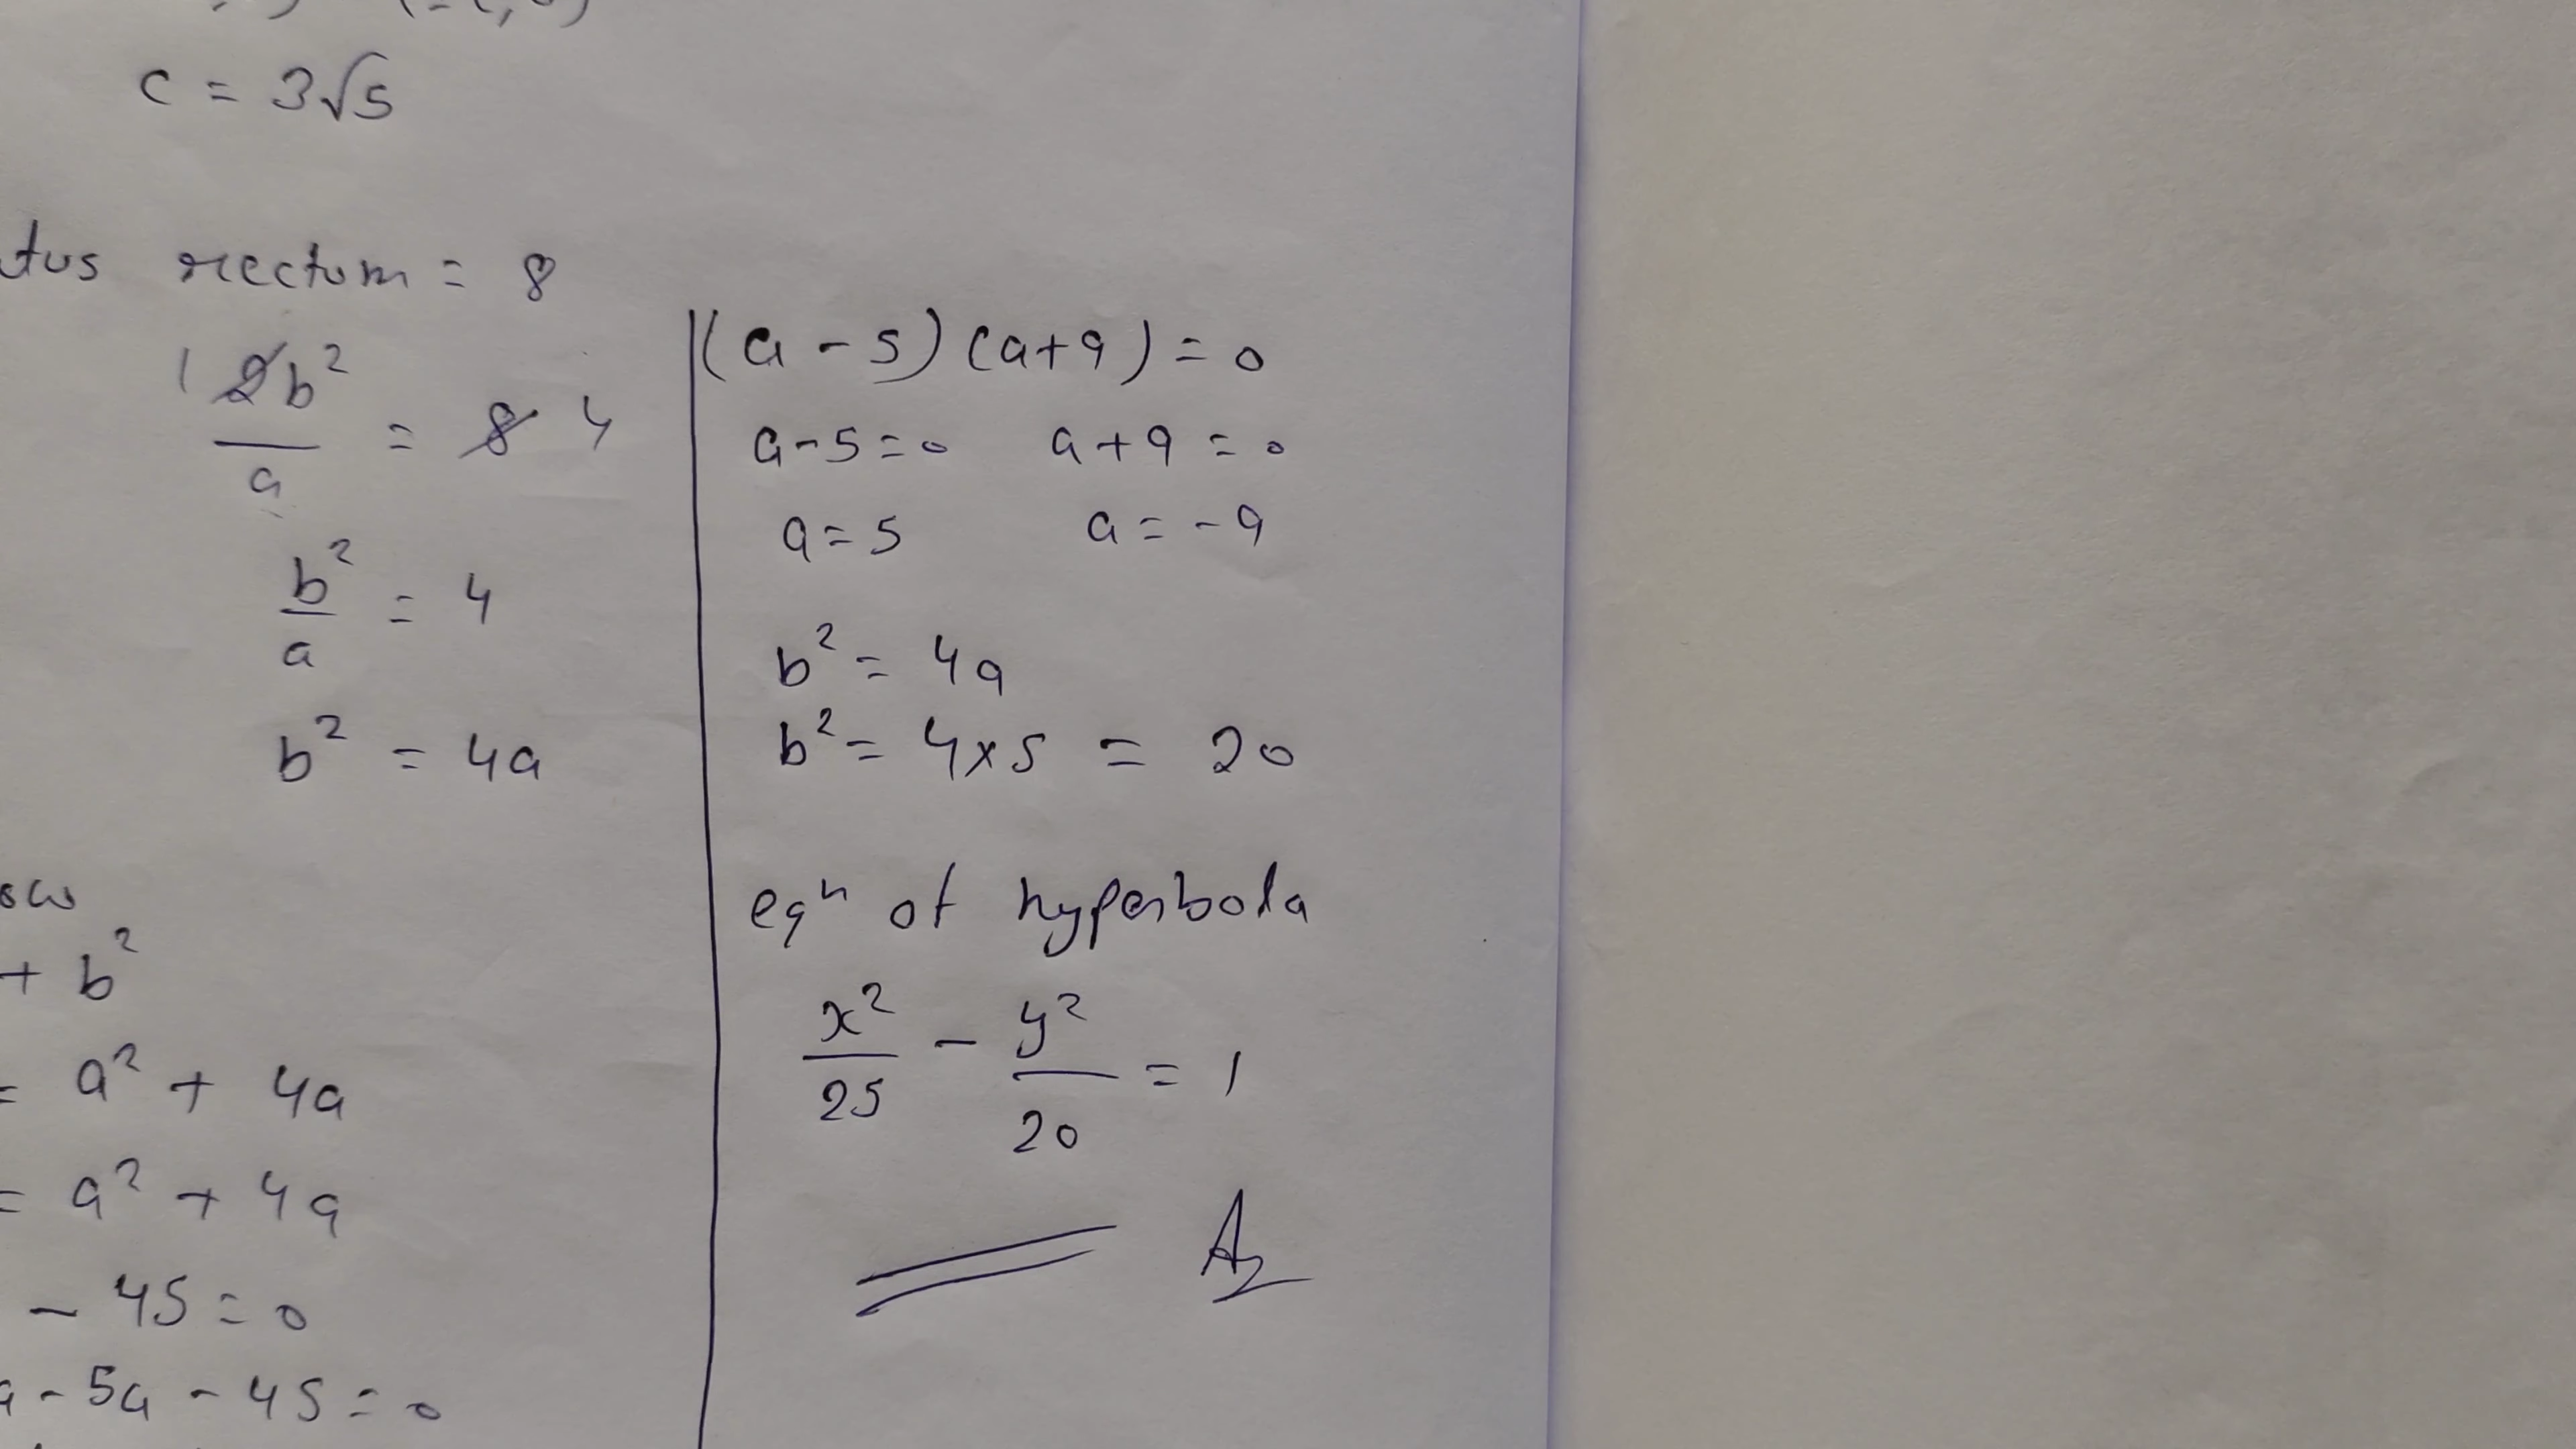 c = 3√5
tus rectum = 8
1 2b² / a = 8 4
b² / a = 4
b² = 4a
+ b²
= a² + 4a
= a² + 4a
- 45 = 0
- 5a - 45 = 0
(a - 5) (a + 9) = 0
a - 5 = 0 a + 9 = 0
a = 5 a = -9
b² = 4a
b² = 4×5 = 20
eqⁿ of hyperbola
x² / 25 - y² / 20 = 1